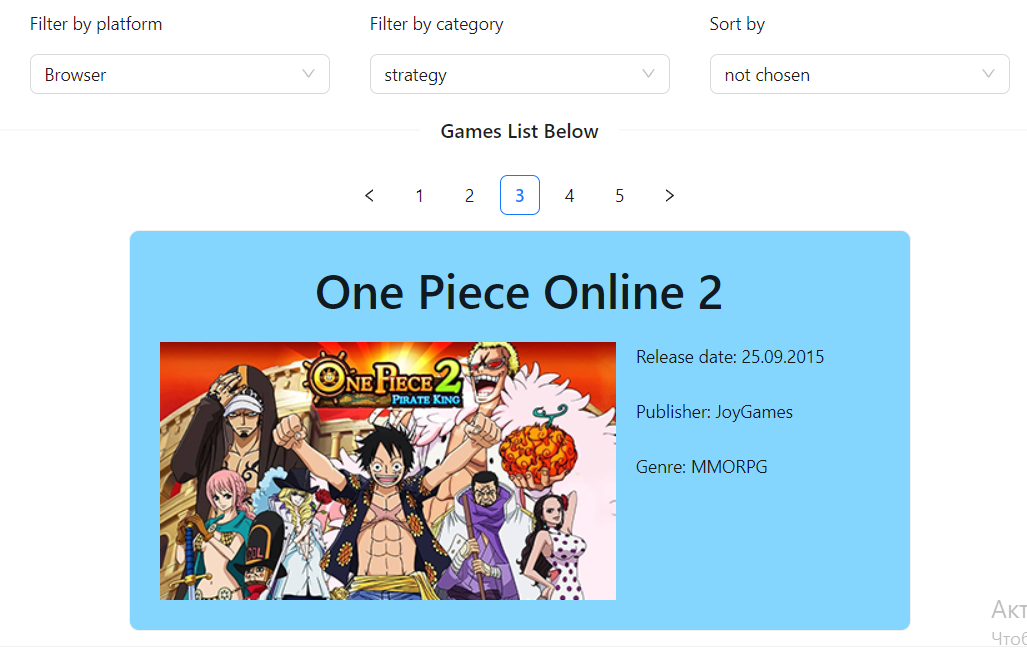 Filter by platform
Filter by category
Sort by
Browser
strategy
not chosen
Games List Below
1 2 3 4 5
One Piece Online 2
ONE PIECE 2
PIRATE KING
Release date: 25.09.2015
Publisher: JoyGames
Genre: MMORPG
COL
Акт
Чтоб